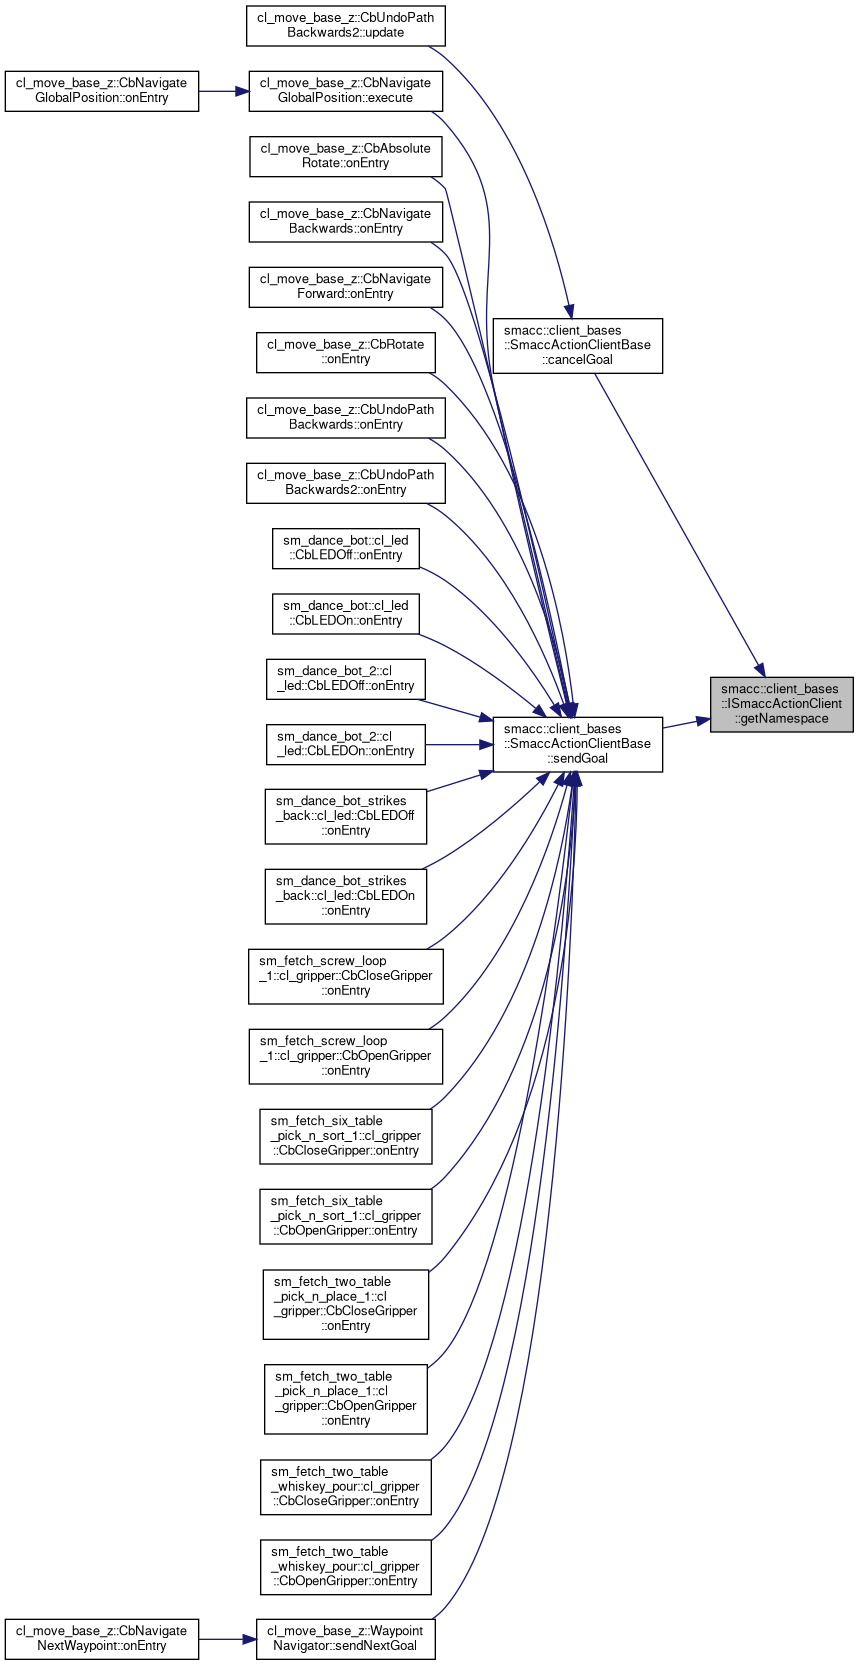 cl_move_base_z::CbUndoPath
Backwards2::update
cl_move_base_z::CbNavigate
GlobalPosition::onEntry
cl_move_base_z::CbNavigate
GlobalPosition::execute
cl_move_base_z::CbAbsolute
Rotate::onEntry
cl_move_base_z::CbNavigate
Backwards::onEntry
cl_move_base_z::CbNavigate
Forward::onEntry
smacc::client_bases
::SmaccActionClientBase
::cancelGoal
cl_move_base_z::CbRotate
::onEntry
cl_move_base_z::CbUndoPath
Backwards::onEntry
cl_move_base_z::CbUndoPath
Backwards2::onEntry
sm_dance_bot::cl_led
::CbLEDOff::onEntry
sm_dance_bot::cl_led
::CbLEDOn::onEntry
sm_dance_bot_2::cl
_led::CbLEDOff::onEntry
smacc::client_bases
::ISmaccActionClient
::getNamespace
sm_dance_bot_2::cl
_led::CbLEDOn::onEntry
smacc::client_bases
::SmaccActionClientBase
::sendGoal
sm_dance_bot_strikes
_back::cl_led::CbLEDOff
::onEntry
sm_dance_bot_strikes
_back::cl_led::CbLEDOn
::onEntry
sm_fetch_screw_loop
_1::cl_gripper::CbCloseGripper
::onEntry
sm_fetch_screw_loop
_1::cl_gripper::CbOpenGripper
::onEntry
sm_fetch_six_table
_pick_n_sort_1::cl_gripper
::CbCloseGripper::onEntry
sm_fetch_six_table
_pick_n_sort_1::cl_gripper
::CbOpenGripper::onEntry
sm_fetch_two_table
_pick_n_place_1::cl
_gripper::CbCloseGripper
::onEntry
sm_fetch_two_table
_pick_n_place_1::cl
_gripper::CbOpenGripper
::onEntry
sm_fetch_two_table
_whiskey_pour::cl_gripper
::CbCloseGripper::onEntry
sm_fetch_two_table
_whiskey_pour::cl_gripper
::CbOpenGripper::onEntry
cl_move_base_z::CbNavigate
NextWaypoint::onEntry
cl_move_base_z::Waypoint
Navigator::sendNextGoal